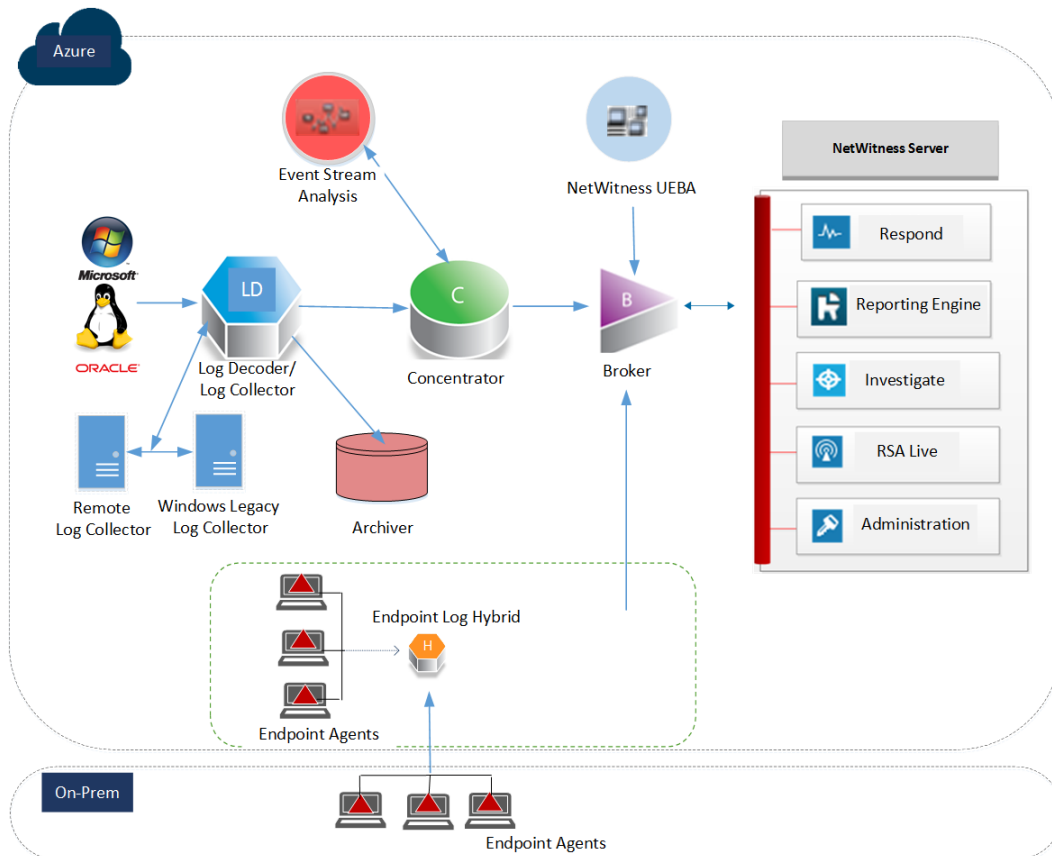 Azure
Event Stream
Analysis
NetWitness UEBA
NetWitness Server
Microsoft
ORACLE
LD
Log Decoder/
Log Collector
C
Concentrator
B
Broker
Respond
Reporting Engine
Investigate
RSA Live
Administration
Remote
Log Collector
Windows Legacy
Log Collector
Archiver
Endpoint Log Hybrid
H
Endpoint Agents
On-Prem
Endpoint Agents